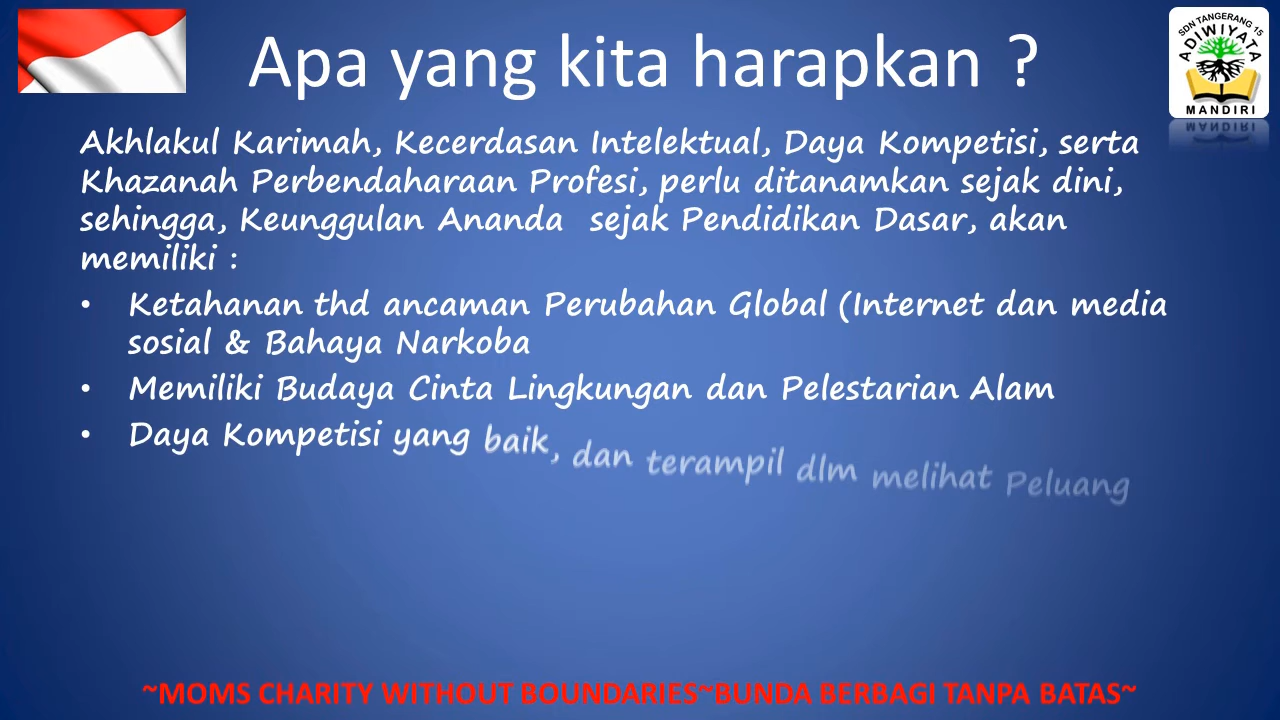 Apa yang kita harapkan ?
SDN TANGERANG 15
ADIWIYATA
MANDIRI
Akhlakul Karimah, Kecerdasan Intelektual, Daya Kompetisi, serta
Khazanah Perbendaharaan Profesi, perlu ditanamkan sejak dini,
sehingga, Keunggulan Ananda sejak Pendidikan Dasar, akan
memiliki :
• Ketahanan thd ancaman Perubahan Global (Internet dan media
sosial & Bahaya Narkoba
• Memiliki Budaya Cinta Lingkungan dan Pelestarian Alam
• Daya Kompetisi yang baik, dan terampil dlm melihat Peluang
~MOMS CHARITY WITHOUT BOUNDARIES~BUNDA BERBAGI TANPA BATAS~